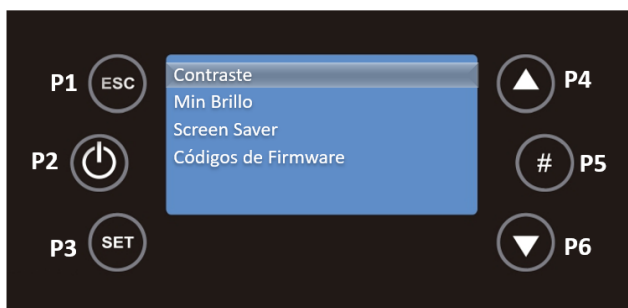 P1 ESC
P2
P3 SET
Contraste
Min Brillo
Screen Saver
Códigos de Firmware
P4
# P5
P6